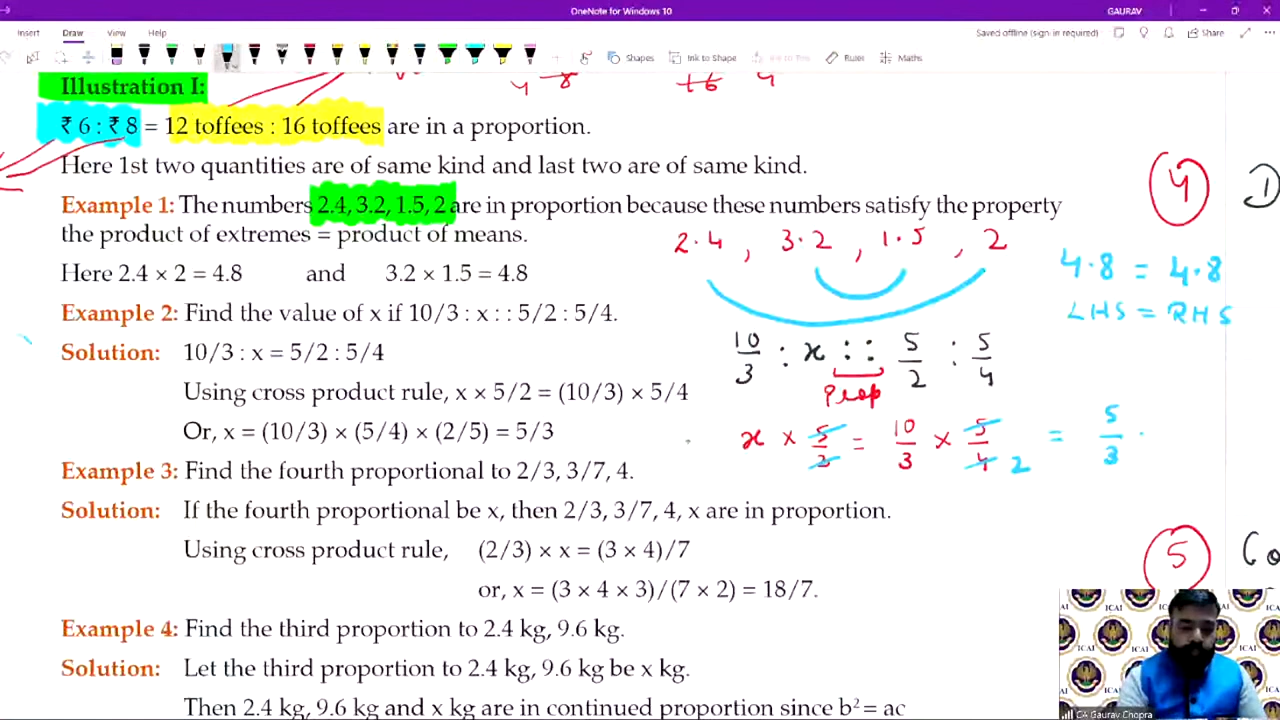 OneNote for Windows 10
GAURAV
Insert Draw View Help
Saved offline (sign in required)
Share
Shapes
Ink to Shape
Ink to Text
Ruler
Maths
4 8 16 4
Illustration I:
₹ 6 : ₹ 8 = 12 toffees : 16 toffees are in a proportion.
Here 1st two quantities are of same kind and last two are of same kind.
Example 1: The numbers 2.4, 3.2, 1.5, 2 are in proportion because these numbers satisfy the property
the product of extremes = product of means.
2.4 , 3.2 , 1.5 , 2
Here 2.4 × 2 = 4.8 and 3.2 × 1.5 = 4.8
4.8 = 4.8
LHS = RHS
Example 2: Find the value of x if 10/3 : x : : 5/2 : 5/4.
Solution: 10/3 : x = 5/2 : 5/4
10/3 : x :: 5/2 : 5/4
Prop
Using cross product rule, x × 5/2 = (10/3) × 5/4
Or, x = (10/3) × (5/4) × (2/5) = 5/3
x × 5/2 = 10/3 × 5/4 2 = 5/3
Example 3: Find the fourth proportional to 2/3, 3/7, 4.
Solution: If the fourth proportional be x, then 2/3, 3/7, 4, x are in proportion.
Using cross product rule, (2/3) × x = (3 × 4)/7
or, x = (3 × 4 × 3)/(7 × 2) = 18/7.
Example 4: Find the third proportion to 2.4 kg, 9.6 kg.
Solution: Let the third proportion to 2.4 kg, 9.6 kg be x kg.
Then 2.4 kg, 9.6 kg and x kg are in continued proportion since b² = ac
4 D
5 Co
ICAI
CA Gaurav Chopra